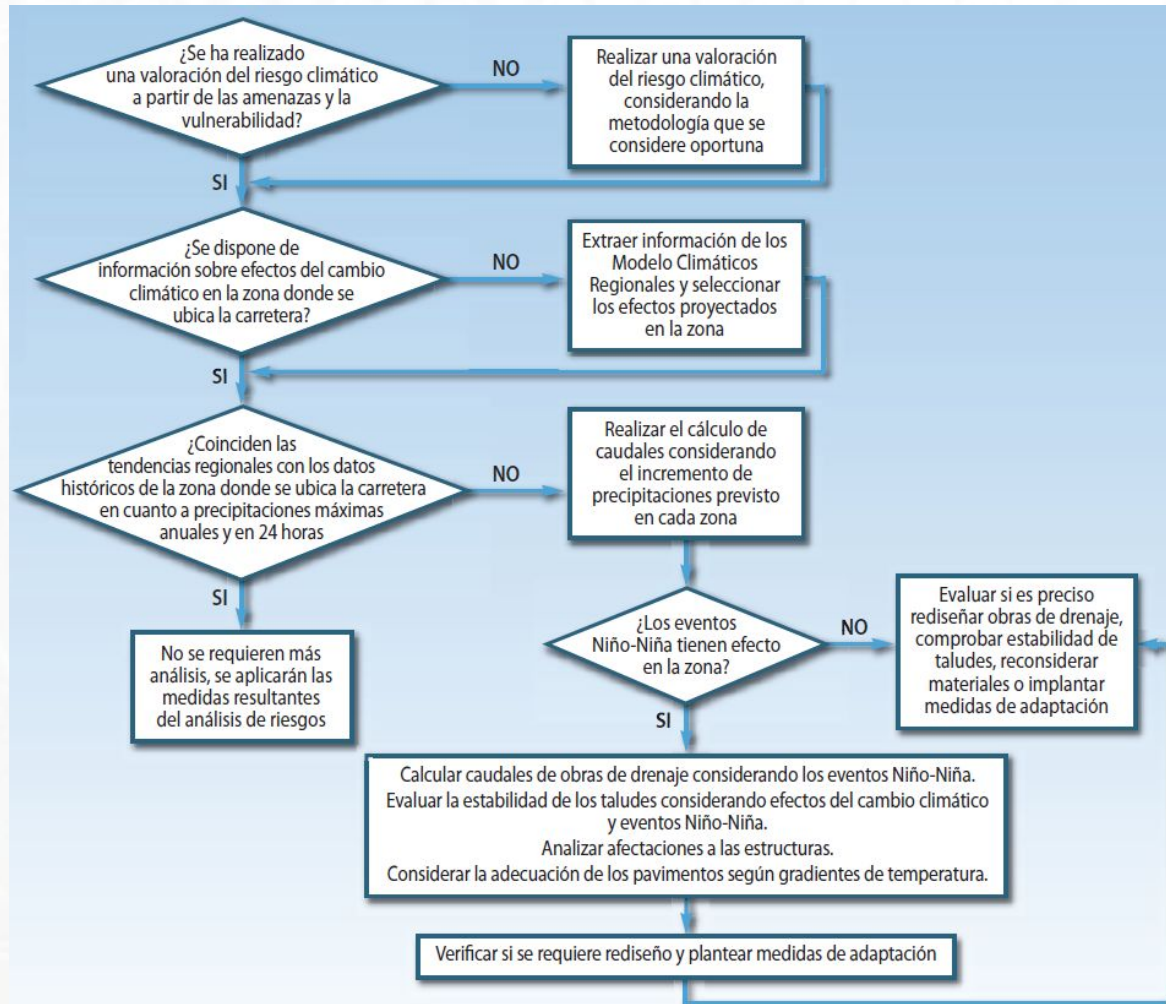 ¿Se ha realizado
una valoración del riesgo climático
a partir de las amenazas y la
vulnerabilidad?
NO
Realizar una valoración
del riesgo climático,
considerando la
metodología que se
considere oportuna
SI
¿Se dispone de
información sobre efectos del cambio
climático en la zona donde se
ubica la carretera?
NO
Extraer información de los
Modelo Climáticos
Regionales y seleccionar
los efectos proyectados
en la zona
SI
¿Coinciden las
tendencias regionales con los datos
históricos de la zona donde se ubica la carretera
en cuanto a precipitaciones máximas
anuales y en 24 horas
NO
Realizar el cálculo de
caudales considerando
el incremento de
precipitaciones previsto
en cada zona
SI
No se requieren más
análisis, se aplicarán las
medidas resultantes
del análisis de riesgos
¿Los eventos
Niño-Niña tienen efecto
en la zona?
NO
Evaluar si es preciso
rediseñar obras de drenaje,
comprobar estabilidad de
taludes, reconsiderar
materiales o implantar
medidas de adaptación
SI
Calcular caudales de obras de drenaje considerando los eventos Niño-Niña.
Evaluar la estabilidad de los taludes considerando efectos del cambio climático
y eventos Niño-Niña.
Analizar afectaciones a las estructuras.
Considerar la adecuación de los pavimentos según gradientes de temperatura.
Verificar si se requiere rediseño y plantear medidas de adaptación